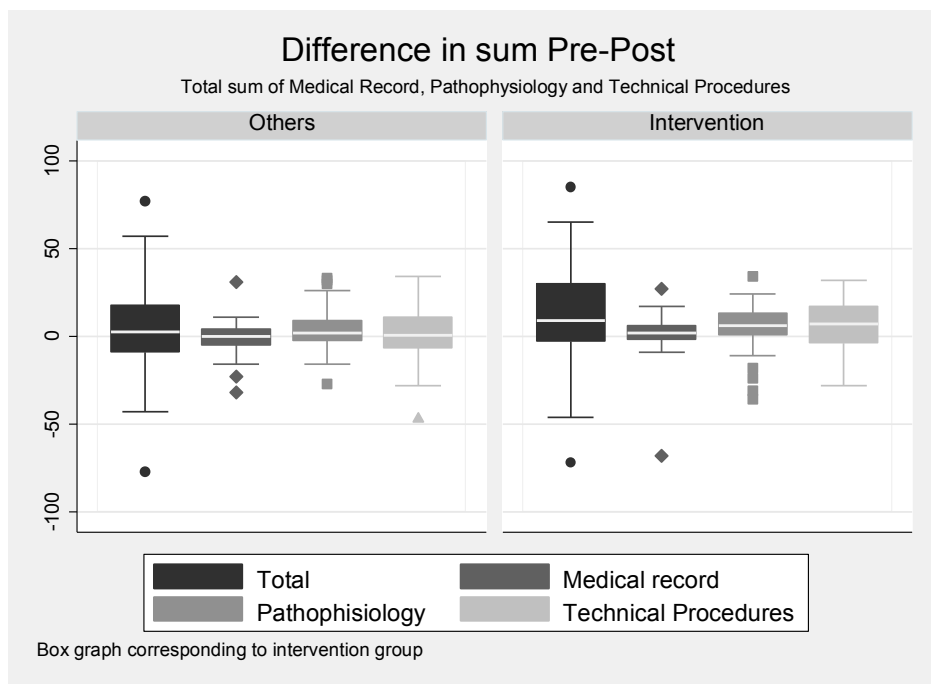 Difference in sum Pre-Post
Total sum of Medical Record, Pathophysiology and Technical Procedures
Others
Intervention
100
50
0
-50
-100
Total
Medical record
Pathophisiology
Technical Procedures
Box graph corresponding to intervention group